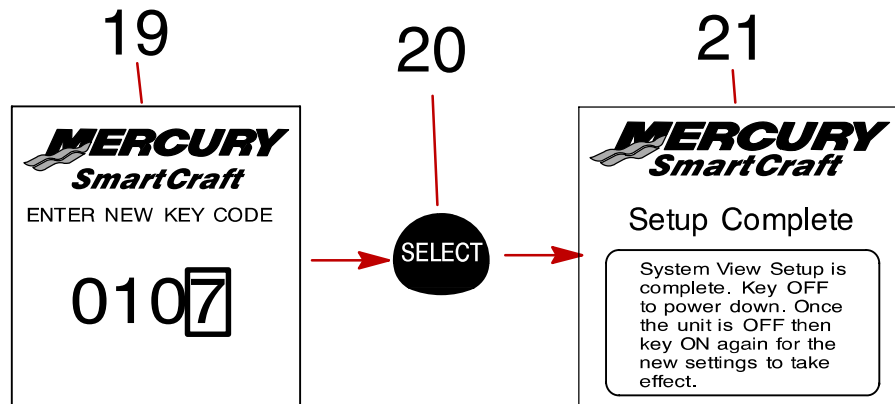 19
20
21
MERCURY
SmartCraft
ENTER NEW KEY CODE
0107
SELECT
MERCURY
SmartCraft
Setup Complete
System View Setup is
complete. Key OFF
to power down. Once
the unit is OFF then
key ON again for the
new settings to take
effect.